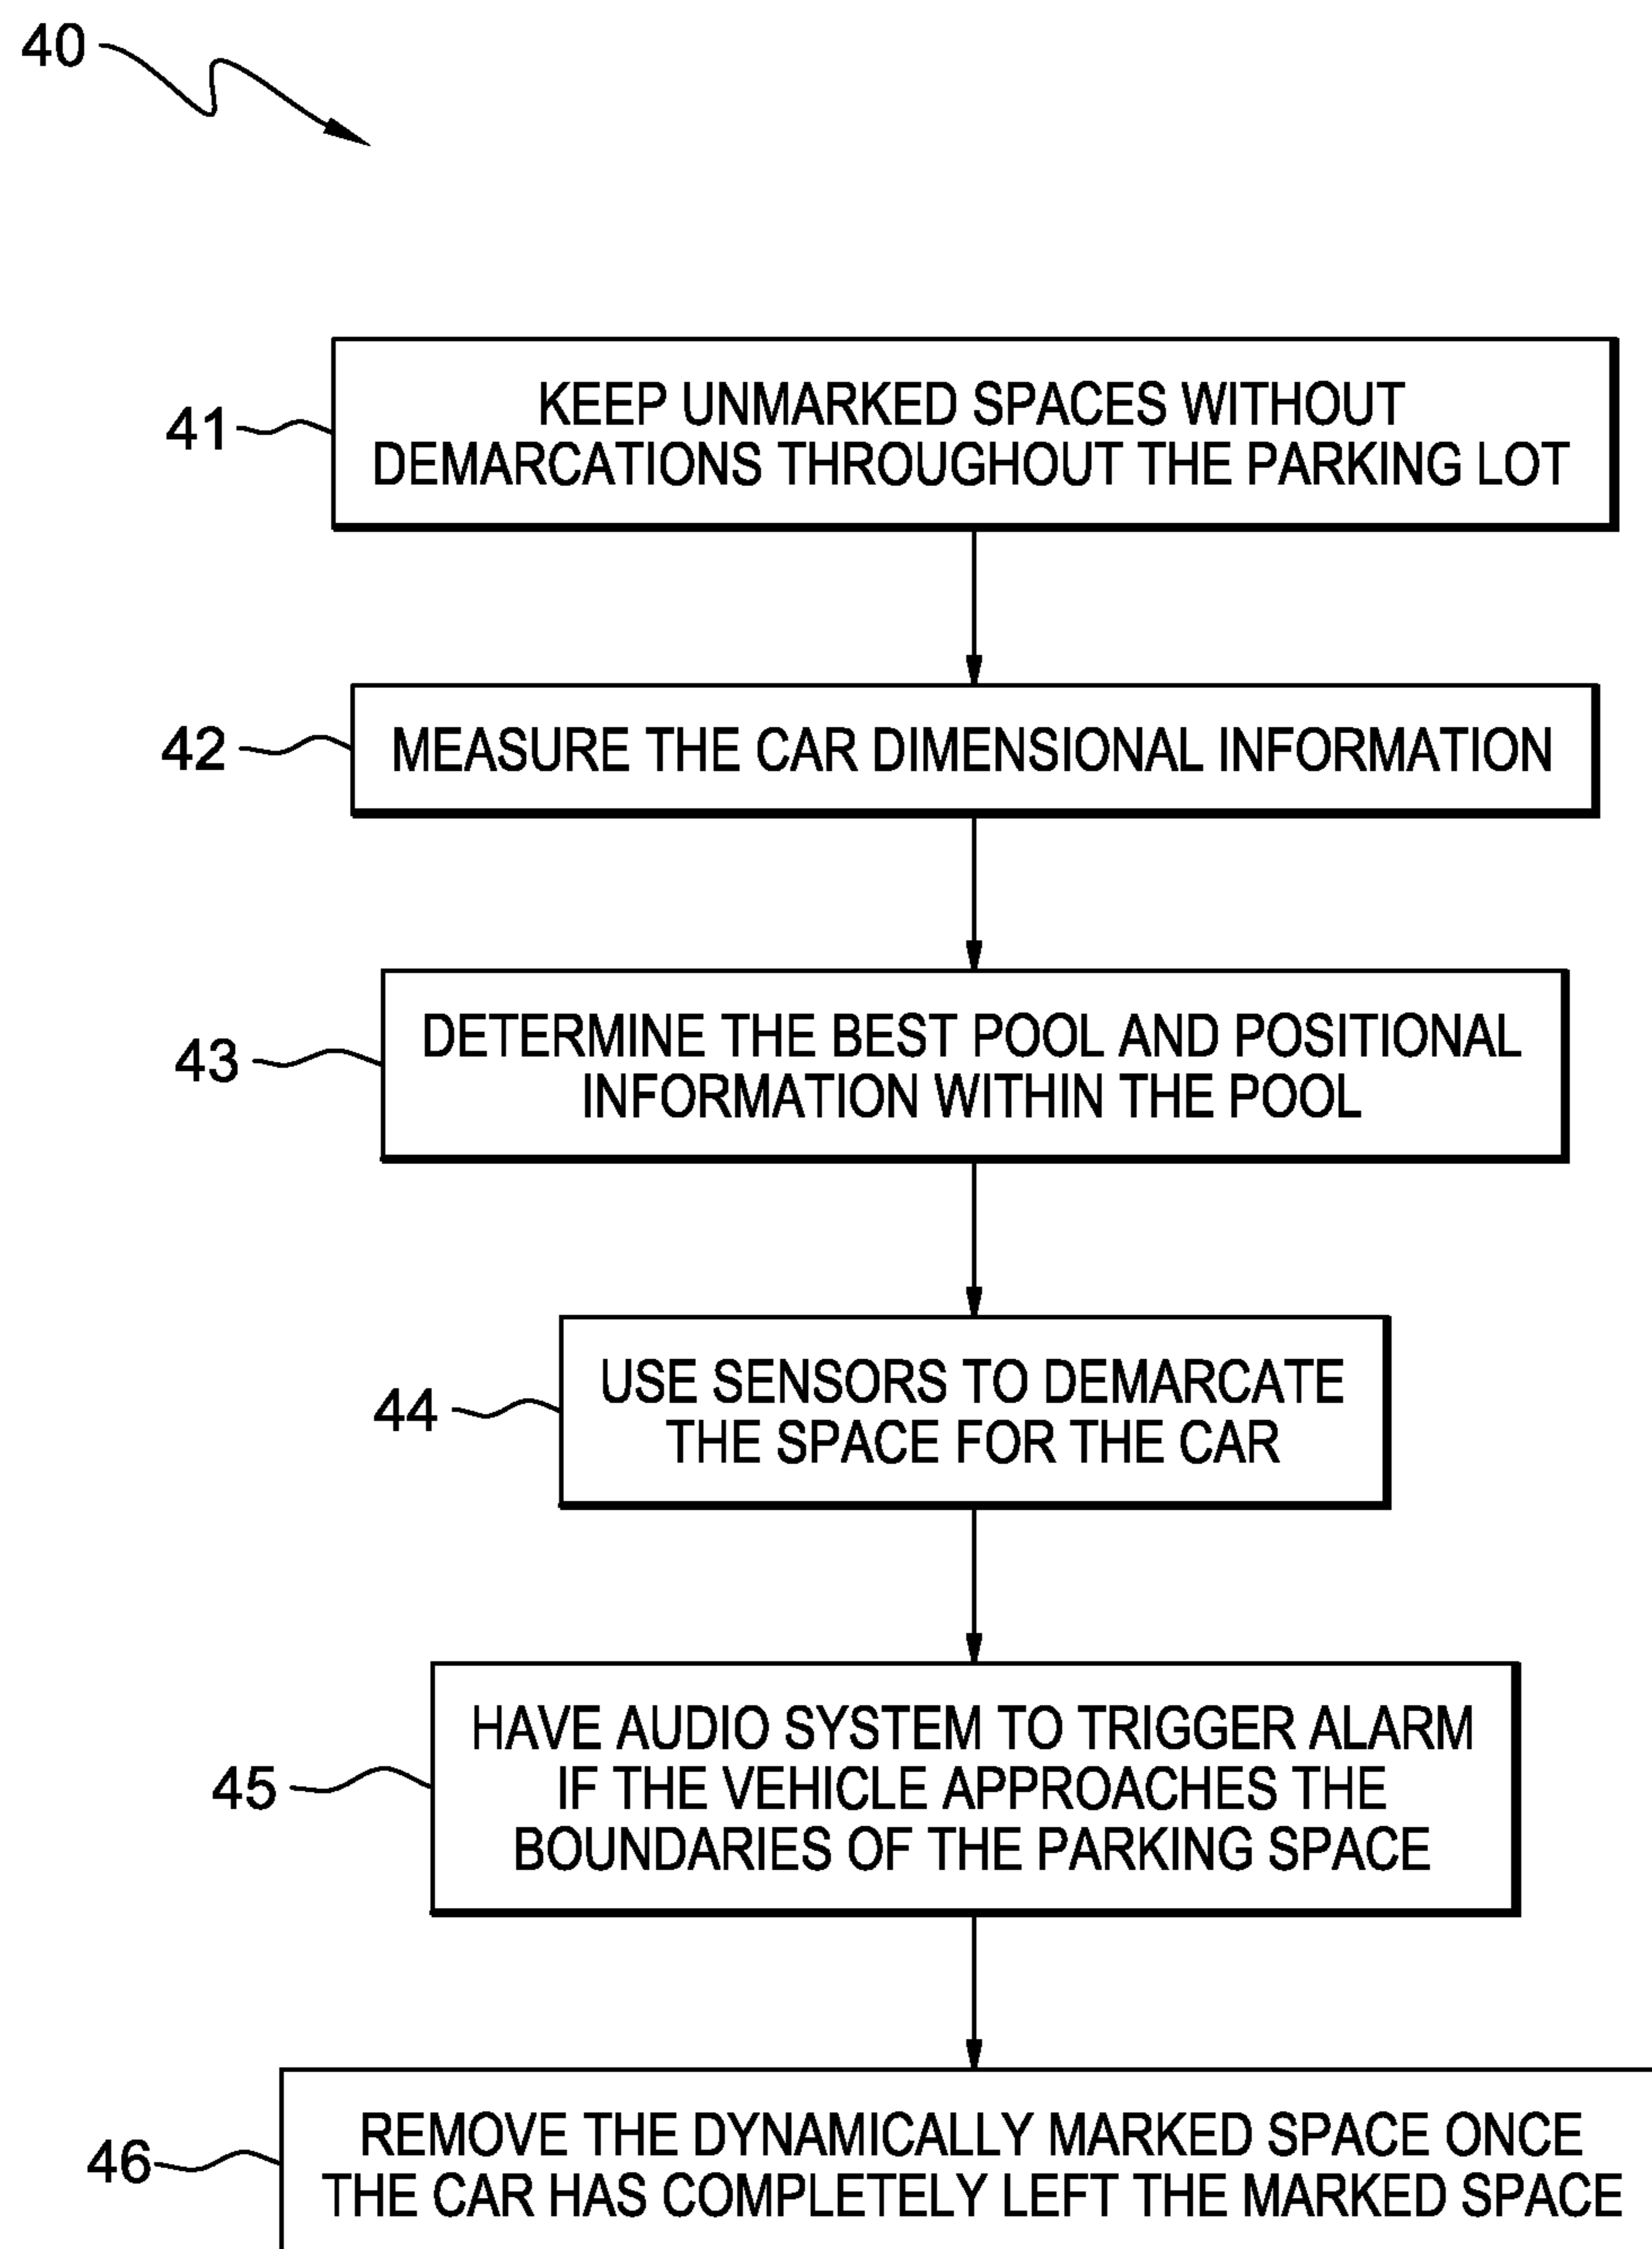 40
41
KEEP UNMARKED SPACES WITHOUT
DEMARCATIONS THROUGHOUT THE PARKING LOT
42
MEASURE THE CAR DIMENSIONAL INFORMATION
43
DETERMINE THE BEST POOL AND POSITIONAL
INFORMATION WITHIN THE POOL
44
USE SENSORS TO DEMARCATE
THE SPACE FOR THE CAR
45
HAVE AUDIO SYSTEM TO TRIGGER ALARM
IF THE VEHICLE APPROACHES THE
BOUNDARIES OF THE PARKING SPACE
46
REMOVE THE DYNAMICALLY MARKED SPACE ONCE
THE CAR HAS COMPLETELY LEFT THE MARKED SPACE